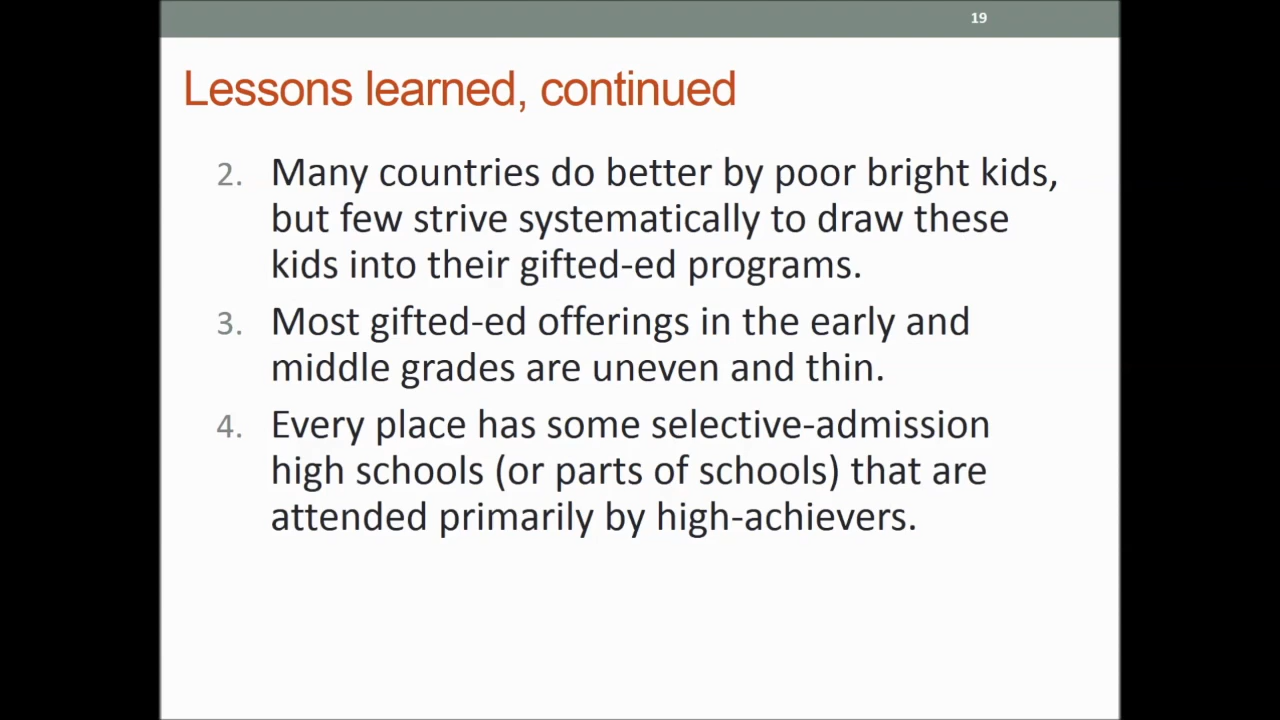 19
Lessons learned, continued
2. Many countries do better by poor bright kids,
but few strive systematically to draw these
kids into their gifted-ed programs.
3. Most gifted-ed offerings in the early and
middle grades are uneven and thin.
4. Every place has some selective-admission
high schools (or parts of schools) that are
attended primarily by high-achievers.